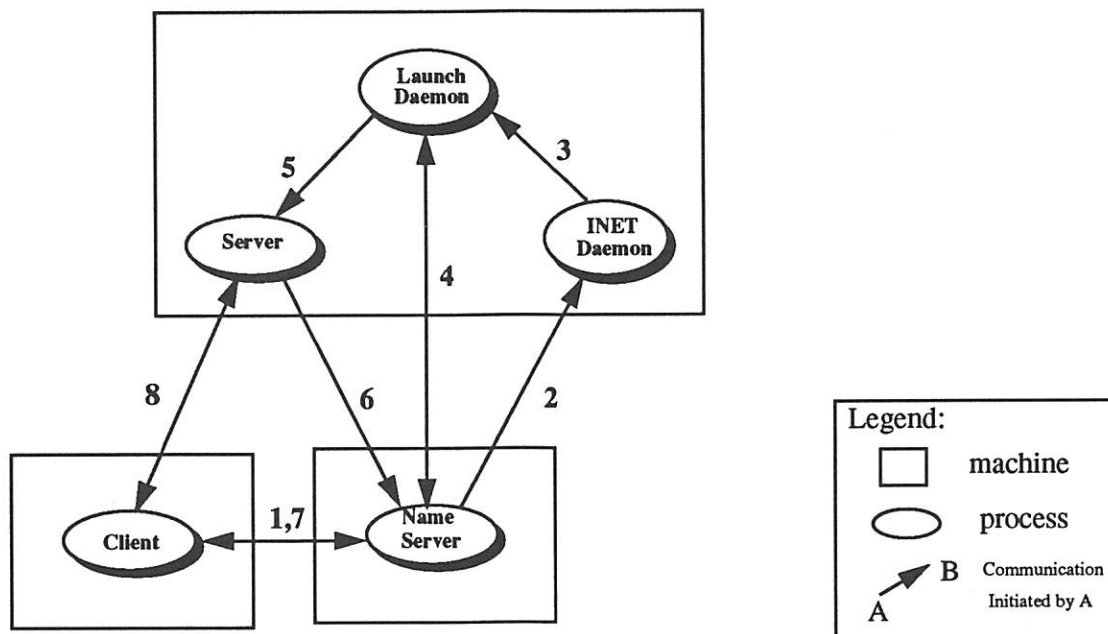 Launch
Daemon
3
5
INET
Daemon
Server
4
8
6
2
Legend:
machine
1,7
Name
Server
Client
process
B Communication
A Initiated by A